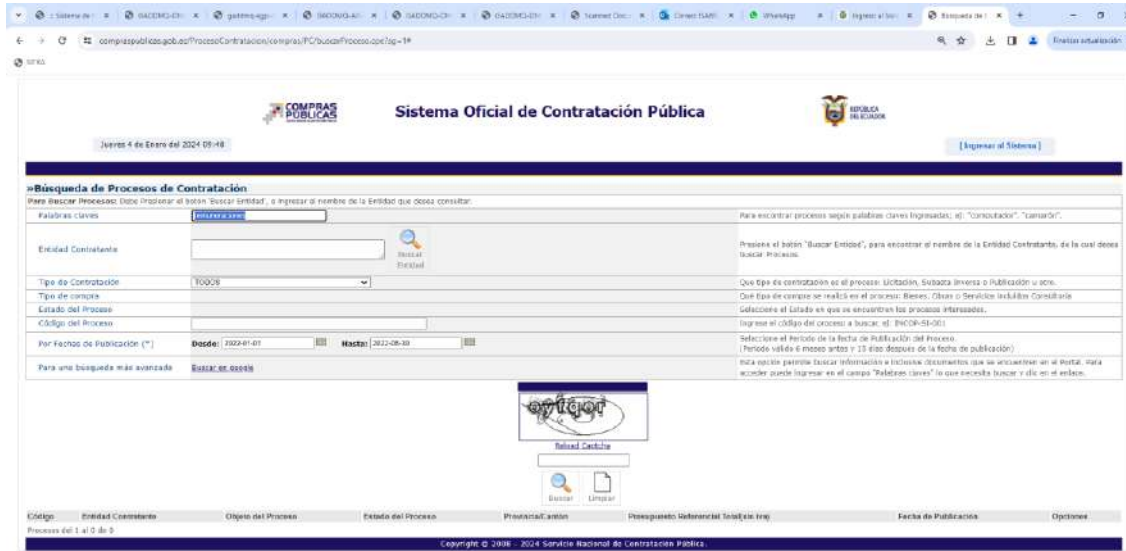 compraspublicas.gob.ec/ProcesoContratacion/compras/PC/buscarProceso.cpe?sg=1#
Finalizar actualización
COMPRAS
PÚBLICAS
Sistema Oficial de Contratación Pública
REPÚBLICA
DEL ECUADOR
Jueves 4 de Enero del 2024 09:48
[ Ingresar al Sistema ]
»Búsqueda de Procesos de Contratación
Para Buscar Procesos: Debe Presionar el botón 'Buscar Entidad', o ingresar el nombre de la Entidad que desea consultar.
Palabras claves
Para encontrar procesos según palabras claves ingresadas; ej: "computador", "camarón".
Entidad Contratante
Buscar
Entidad
Presione el botón "Buscar Entidad", para encontrar el nombre de la Entidad Contratante, de la cual desea
buscar Procesos.
Tipo de Contratación TODOS
Que tipo de contratación es el proceso: Licitación, Subasta Inversa o Publicación u otro.
Tipo de compra
Qué tipo de compra se realizó en el proceso: Bienes, Obras o Servicios incluidos Consultoría
Estado del Proceso
Seleccione el Estado en que se encuentren los procesos interesados.
Código del Proceso
Ingrese el código del proceso a buscar, ej: INCOP-SI-001
Por Fechas de Publicación (*) Desde: 2022-01-01 Hasta: 2022-06-30
Seleccione el Período de la fecha de Publicación del Proceso.
(Período válido 6 meses antes y 15 días después de la fecha de publicación)
Para una búsqueda más avanzada Buscar en google
Esta opción permite buscar información e inclusive documentos que se encuentren en el Portal. Para
acceder puede ingresar en el campo "Palabras claves" lo que necesita buscar y clic en el enlace.
Reload Captcha
Buscar Limpiar
Código Entidad Contratante Objeto del Proceso Estado del Proceso Provincia/Cantón Presupuesto Referencial Total(sin iva) Fecha de Publicación Opciones
Procesos del 1 al 0 de 0
Copyright © 2008 - 2024 Servicio Nacional de Contratación Pública.